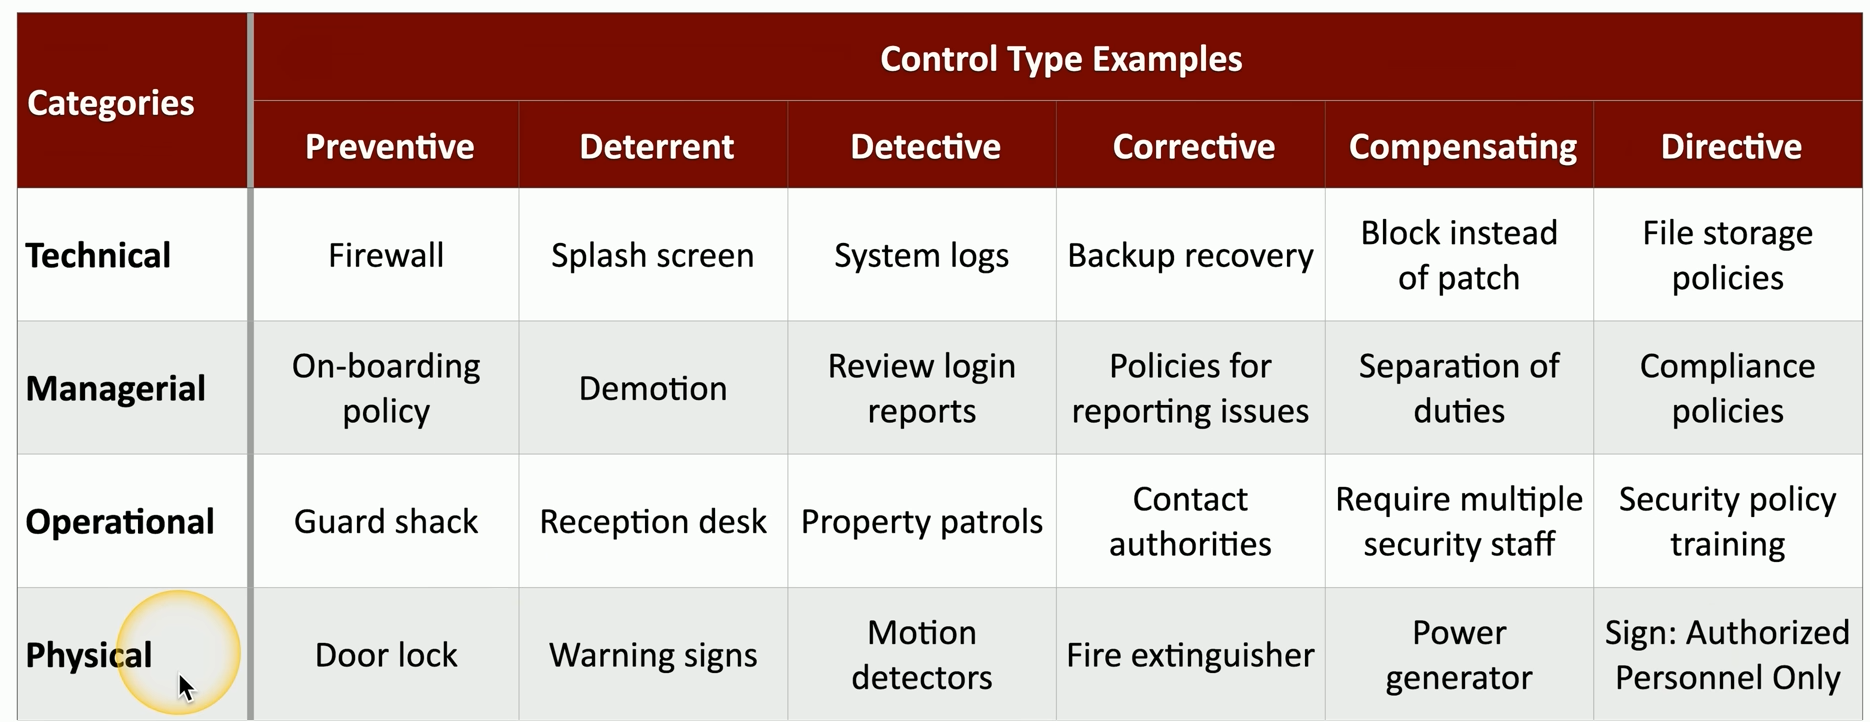 Categories
Control Type Examples
Preventive
Deterrent
Detective
Corrective
Compensating
Directive
Technical
Firewall
Splash screen
System logs
Backup recovery
Block instead
of patch
File storage
policies
Managerial
On-boarding
policy
Demotion
Review login
reports
Policies for
reporting issues
Separation of
duties
Compliance
policies
Operational
Guard shack
Reception desk
Property patrols
Contact
authorities
Require multiple
security staff
Security policy
training
Physical
Door lock
Warning signs
Motion
detectors
Fire extinguisher
Power
generator
Sign: Authorized
Personnel Only